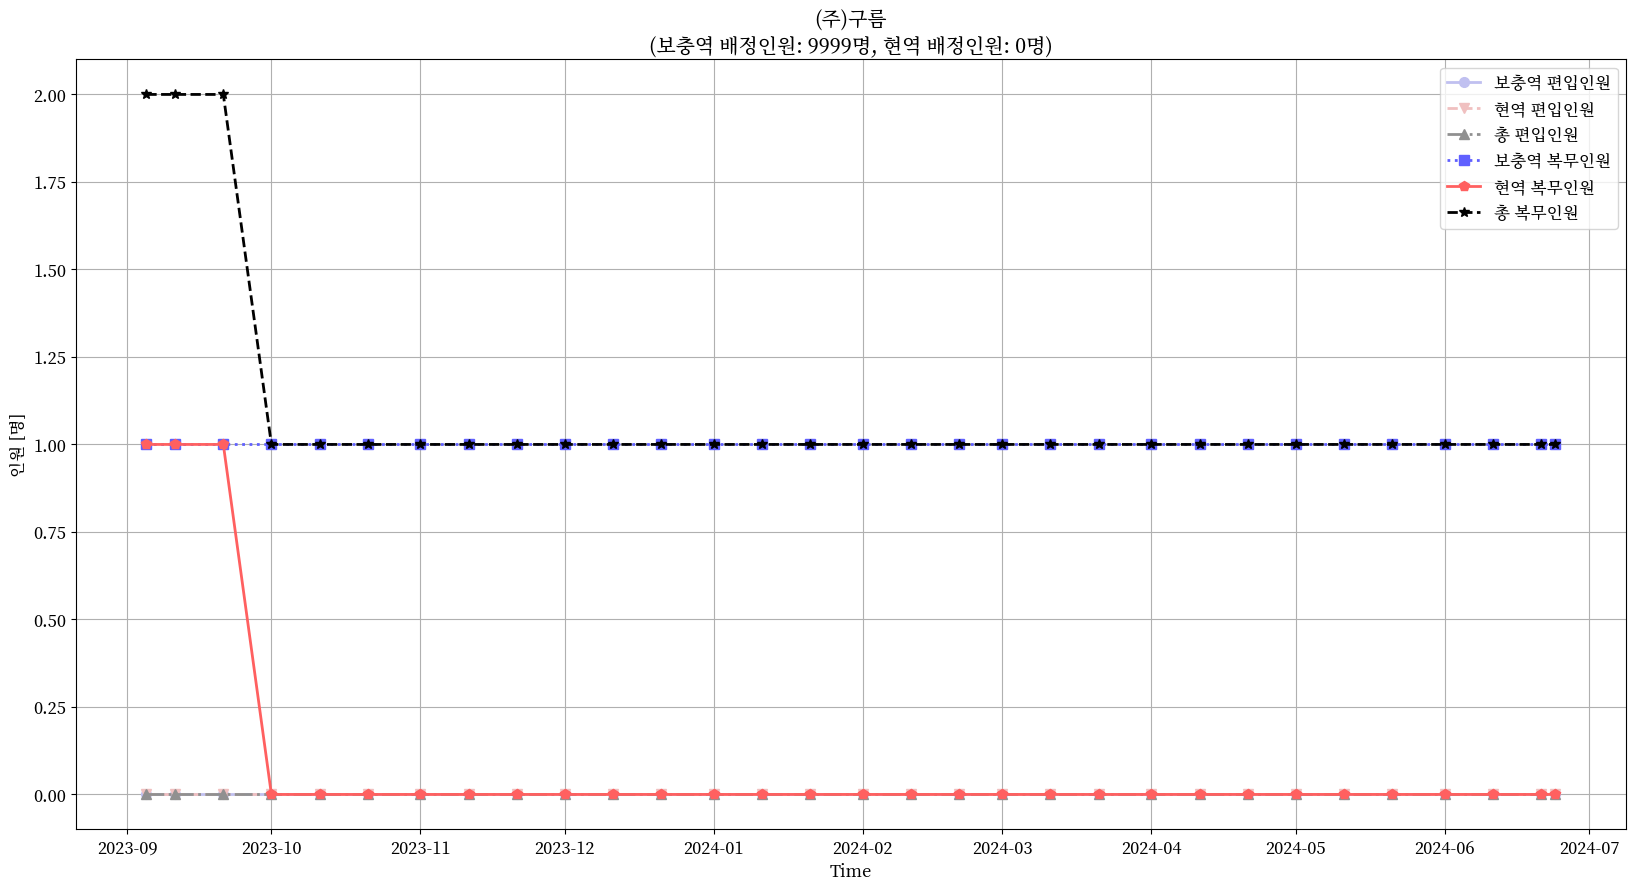 (주)구름
(보충역 배정인원: 9999명, 현역 배정인원: 0명)
보충역 편입인원
현역 편입인원
총 편입인원
보충역 복무인원
현역 복무인원
총 복무인원
인원 [명]
2.00
1.75
1.50
1.25
1.00
0.75
0.50
0.25
0.00
2023-09 2023-10 2023-11 2023-12 2024-01 2024-02 2024-03 2024-04 2024-05 2024-06 2024-07
Time